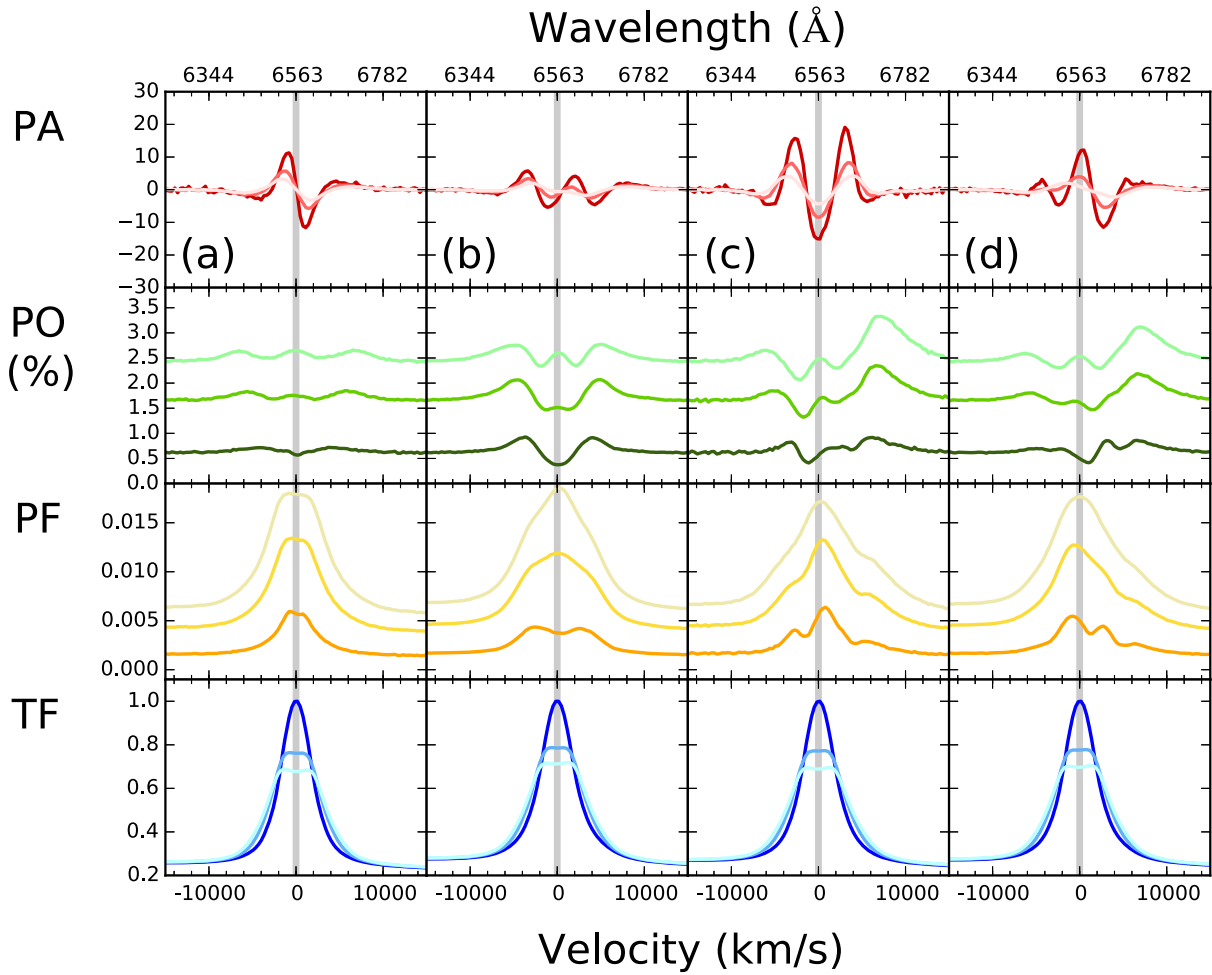 Wavelength (Å)
6344 6563 6782 6344 6563 6782 6344 6563 6782 6344 6563 6782
PA
30
20
10
0
−10
−20
−30
(a) (b) (c) (d)
PO
(%)
3.5
3.0
2.5
2.0
1.5
1.0
0.5
0.0
PF
0.015
0.010
0.005
0.000
TF
1.0
0.8
0.6
0.4
0.2
−10000 0 10000 −10000 0 10000 −10000 0 10000 −10000 0 10000
Velocity (km/s)